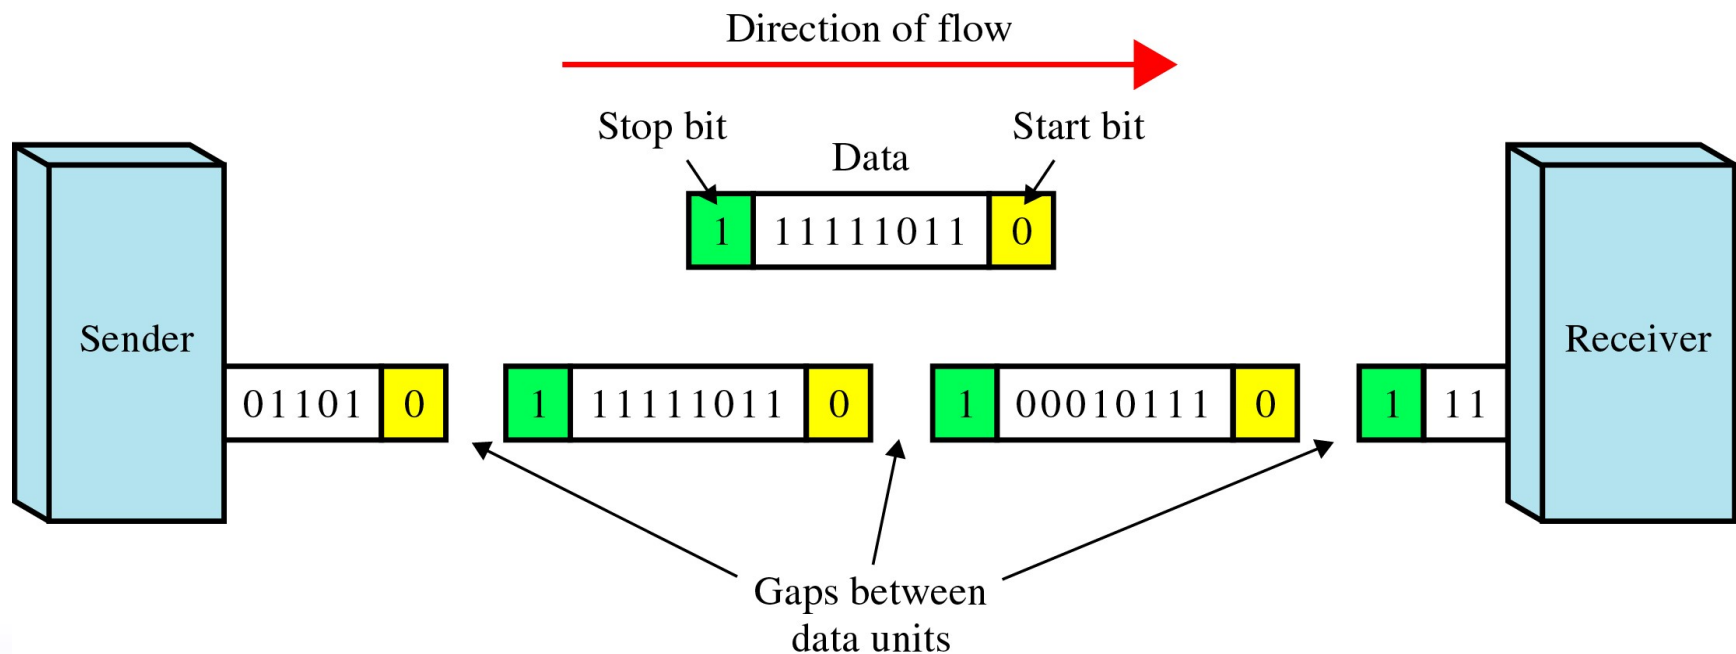 Direction of flow
Stop bit
Start bit
Data
1 11111011 0
Sender
Receiver
01101 0 1 11111011 0 1 00010111 0 1 11
Gaps between
data units